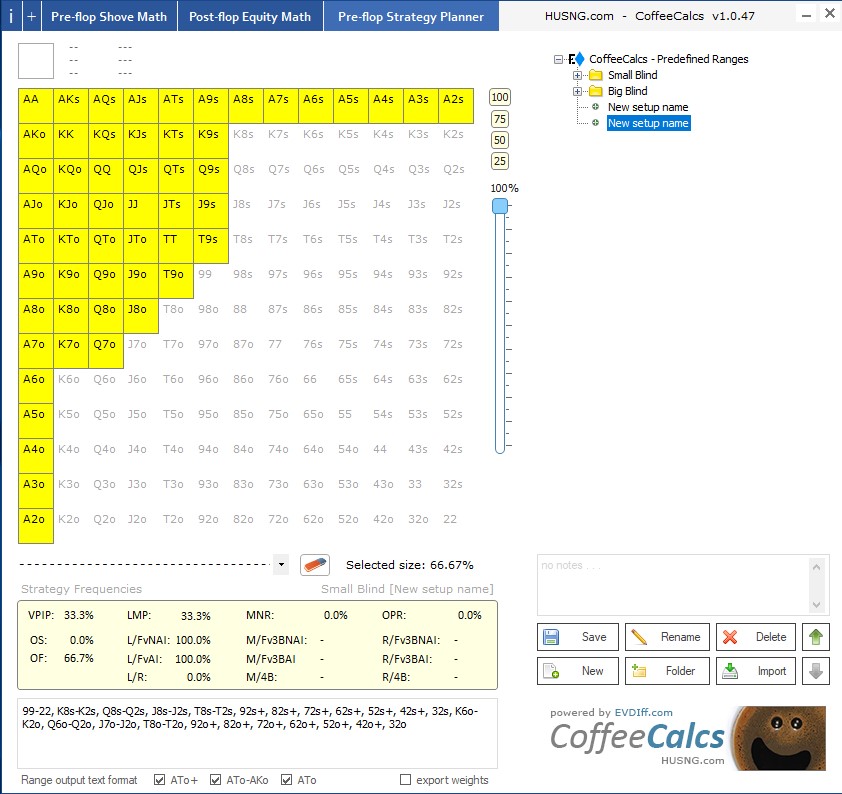 i + Pre-flop Shove Math Post-flop Equity Math Pre-flop Strategy Planner HUSNG.com - CoffeeCalcs v1.0.47
-- ---
-- ---
-- ---
AA AKs AQs AJs ATs A9s A8s A7s A6s A5s A4s A3s A2s
AKo KK KQs KJs KTs K9s K8s K7s K6s K5s K4s K3s K2s
AQo KQo QQ QJs QTs Q9s Q8s Q7s Q6s Q5s Q4s Q3s Q2s
AJo KJo QJo JJ JTs J9s J8s J7s J6s J5s J4s J3s J2s
ATo KTo QTo JTo TT T9s T8s T7s T6s T5s T4s T3s T2s
A9o K9o Q9o J9o T9o 99 98s 97s 96s 95s 94s 93s 92s
A8o K8o Q8o J8o T8o 98o 88 87s 86s 85s 84s 83s 82s
A7o K7o Q7o J7o T7o 97o 87o 77 76s 75s 74s 73s 72s
A6o K6o Q6o J6o T6o 96o 86o 76o 66 65s 64s 63s 62s
A5o K5o Q5o J5o T5o 95o 85o 75o 65o 55 54s 53s 52s
A4o K4o Q4o J4o T4o 94o 84o 74o 64o 54o 44 43s 42s
A3o K3o Q3o J3o T3o 93o 83o 73o 63o 53o 43o 33 32s
A2o K2o Q2o J2o T2o 92o 82o 72o 62o 52o 42o 32o 22
100
75
50
25
100%
CoffeeCalcs - Predefined Ranges
Small Blind
Big Blind
New setup name
New setup name
Selected size: 66.67%
Strategy Frequencies Small Blind [New setup name]
VPIP: 33.3% LMP: 33.3% MNR: 0.0% OPR: 0.0%
OS: 0.0% L/FvNAI: 100.0% M/Fv3BNAI: - R/Fv3BNAI: -
OF: 66.7% L/FvAI: 100.0% M/Fv3BAI - R/Fv3BAI: -
L/R: 0.0% M/4B: - R/4B: -
99-22, K8s-K2s, Q8s-Q2s, J8s-J2s, T8s-T2s, 92s+, 82s+, 72s+, 62s+, 52s+, 42s+, 32s, K6o-
K2o, Q6o-Q2o, J7o-J2o, T8o-T2o, 92o+, 82o+, 72o+, 62o+, 52o+, 42o+, 32o
Range output text format ATo+ ATo-AKo ATo export weights
no notes . . .
Save Rename Delete
New Folder Import
powered by EVDiff.com
CoffeeCalcs
HUSNG.com